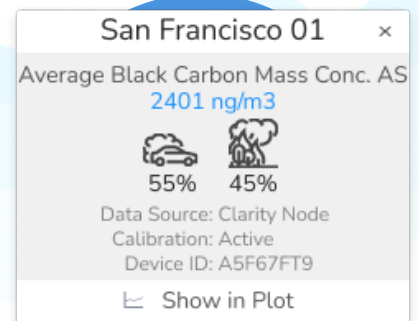 San Francisco 01 ×
Average Black Carbon Mass Conc. AS
2401 ng/m3
55% 45%
Data Source: Clarity Node
Calibration: Active
Device ID: A5F67FT9
Show in Plot